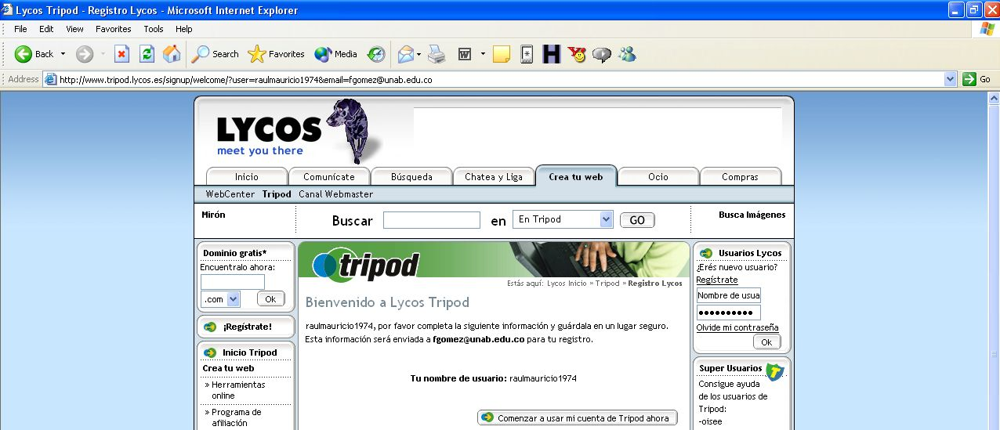 Lycos Tripod - Registro Lycos - Microsoft Internet Explorer
File Edit View Favorites Tools Help
Back Search Favorites Media
Address http://www.tripod.lycos.es/signup/welcome/?user=raulmauricio1974&email=fgomez@unab.edu.co Go
LYCOS
meet you there
Inicio Comunícate Búsqueda Chatea y Liga Crea tu web Ocio Compras
WebCenter Tripod Canal Webmaster
Mirón Buscar en En Tripod GO Busca Imágenes
Dominio gratis*
Encuentralo ahora:
.com Ok
¡Regístrate!
Inicio Tripod
Crea tu web
» Herramientas
online
» Programa de
afiliación
tripod
Estás aquí: Lycos Inicio » Tripod » Registro Lycos
Bienvenido a Lycos Tripod
raulmauricio1974, por favor completa la siguiente información y guárdala en un lugar seguro.
Esta información será enviada a fgomez@unab.edu.co para tu registro.
Tu nombre de usuario: raulmauricio1974
Comenzar a usar mi cuenta de Tripod ahora
Usuarios Lycos
¿Erés nuevo usuario?
Regístrate
Nombre de usua
••••••••••
Olvide mi contraseña
Ok
Super Usuarios
Consigue ayuda
de los usuarios de
Tripod:
-oisee